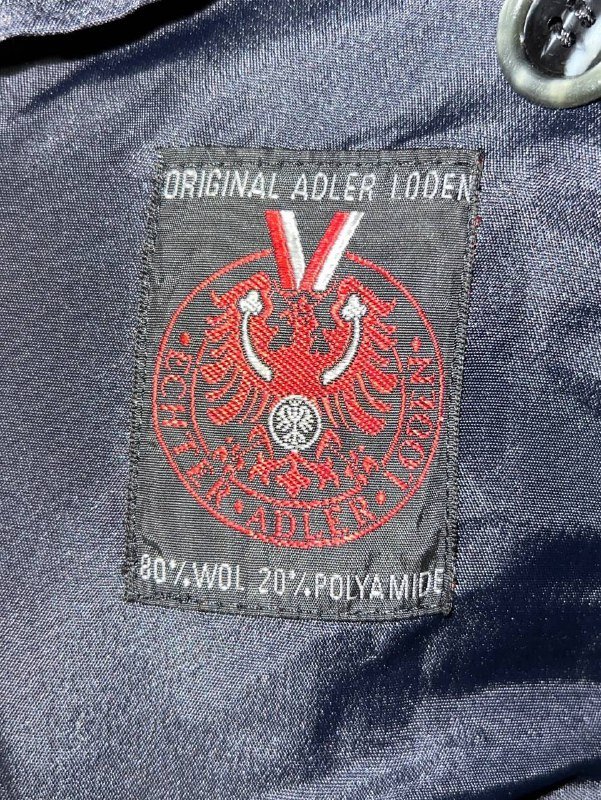 ORIGINAL ADLER LODEN
· ECHTER · ADLER · LODEN ·
80% WOL 20% POLYAMIDE